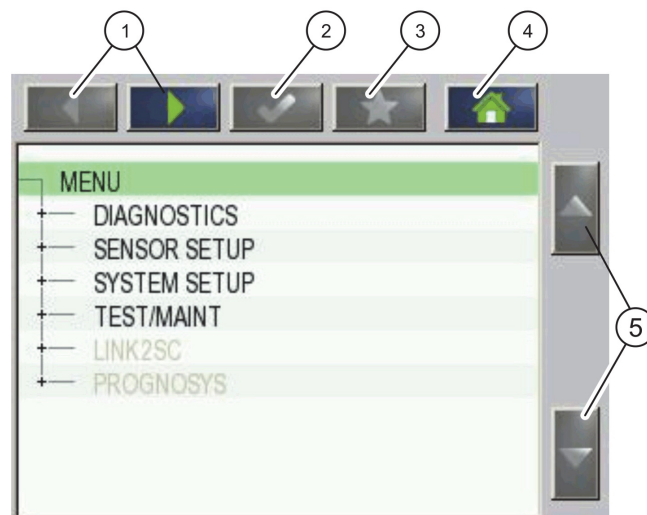 1 2 3 4
MENU
DIAGNOSTICS
SENSOR SETUP
SYSTEM SETUP
TEST/MAINT
LINK2SC
PROGNOSYS
5